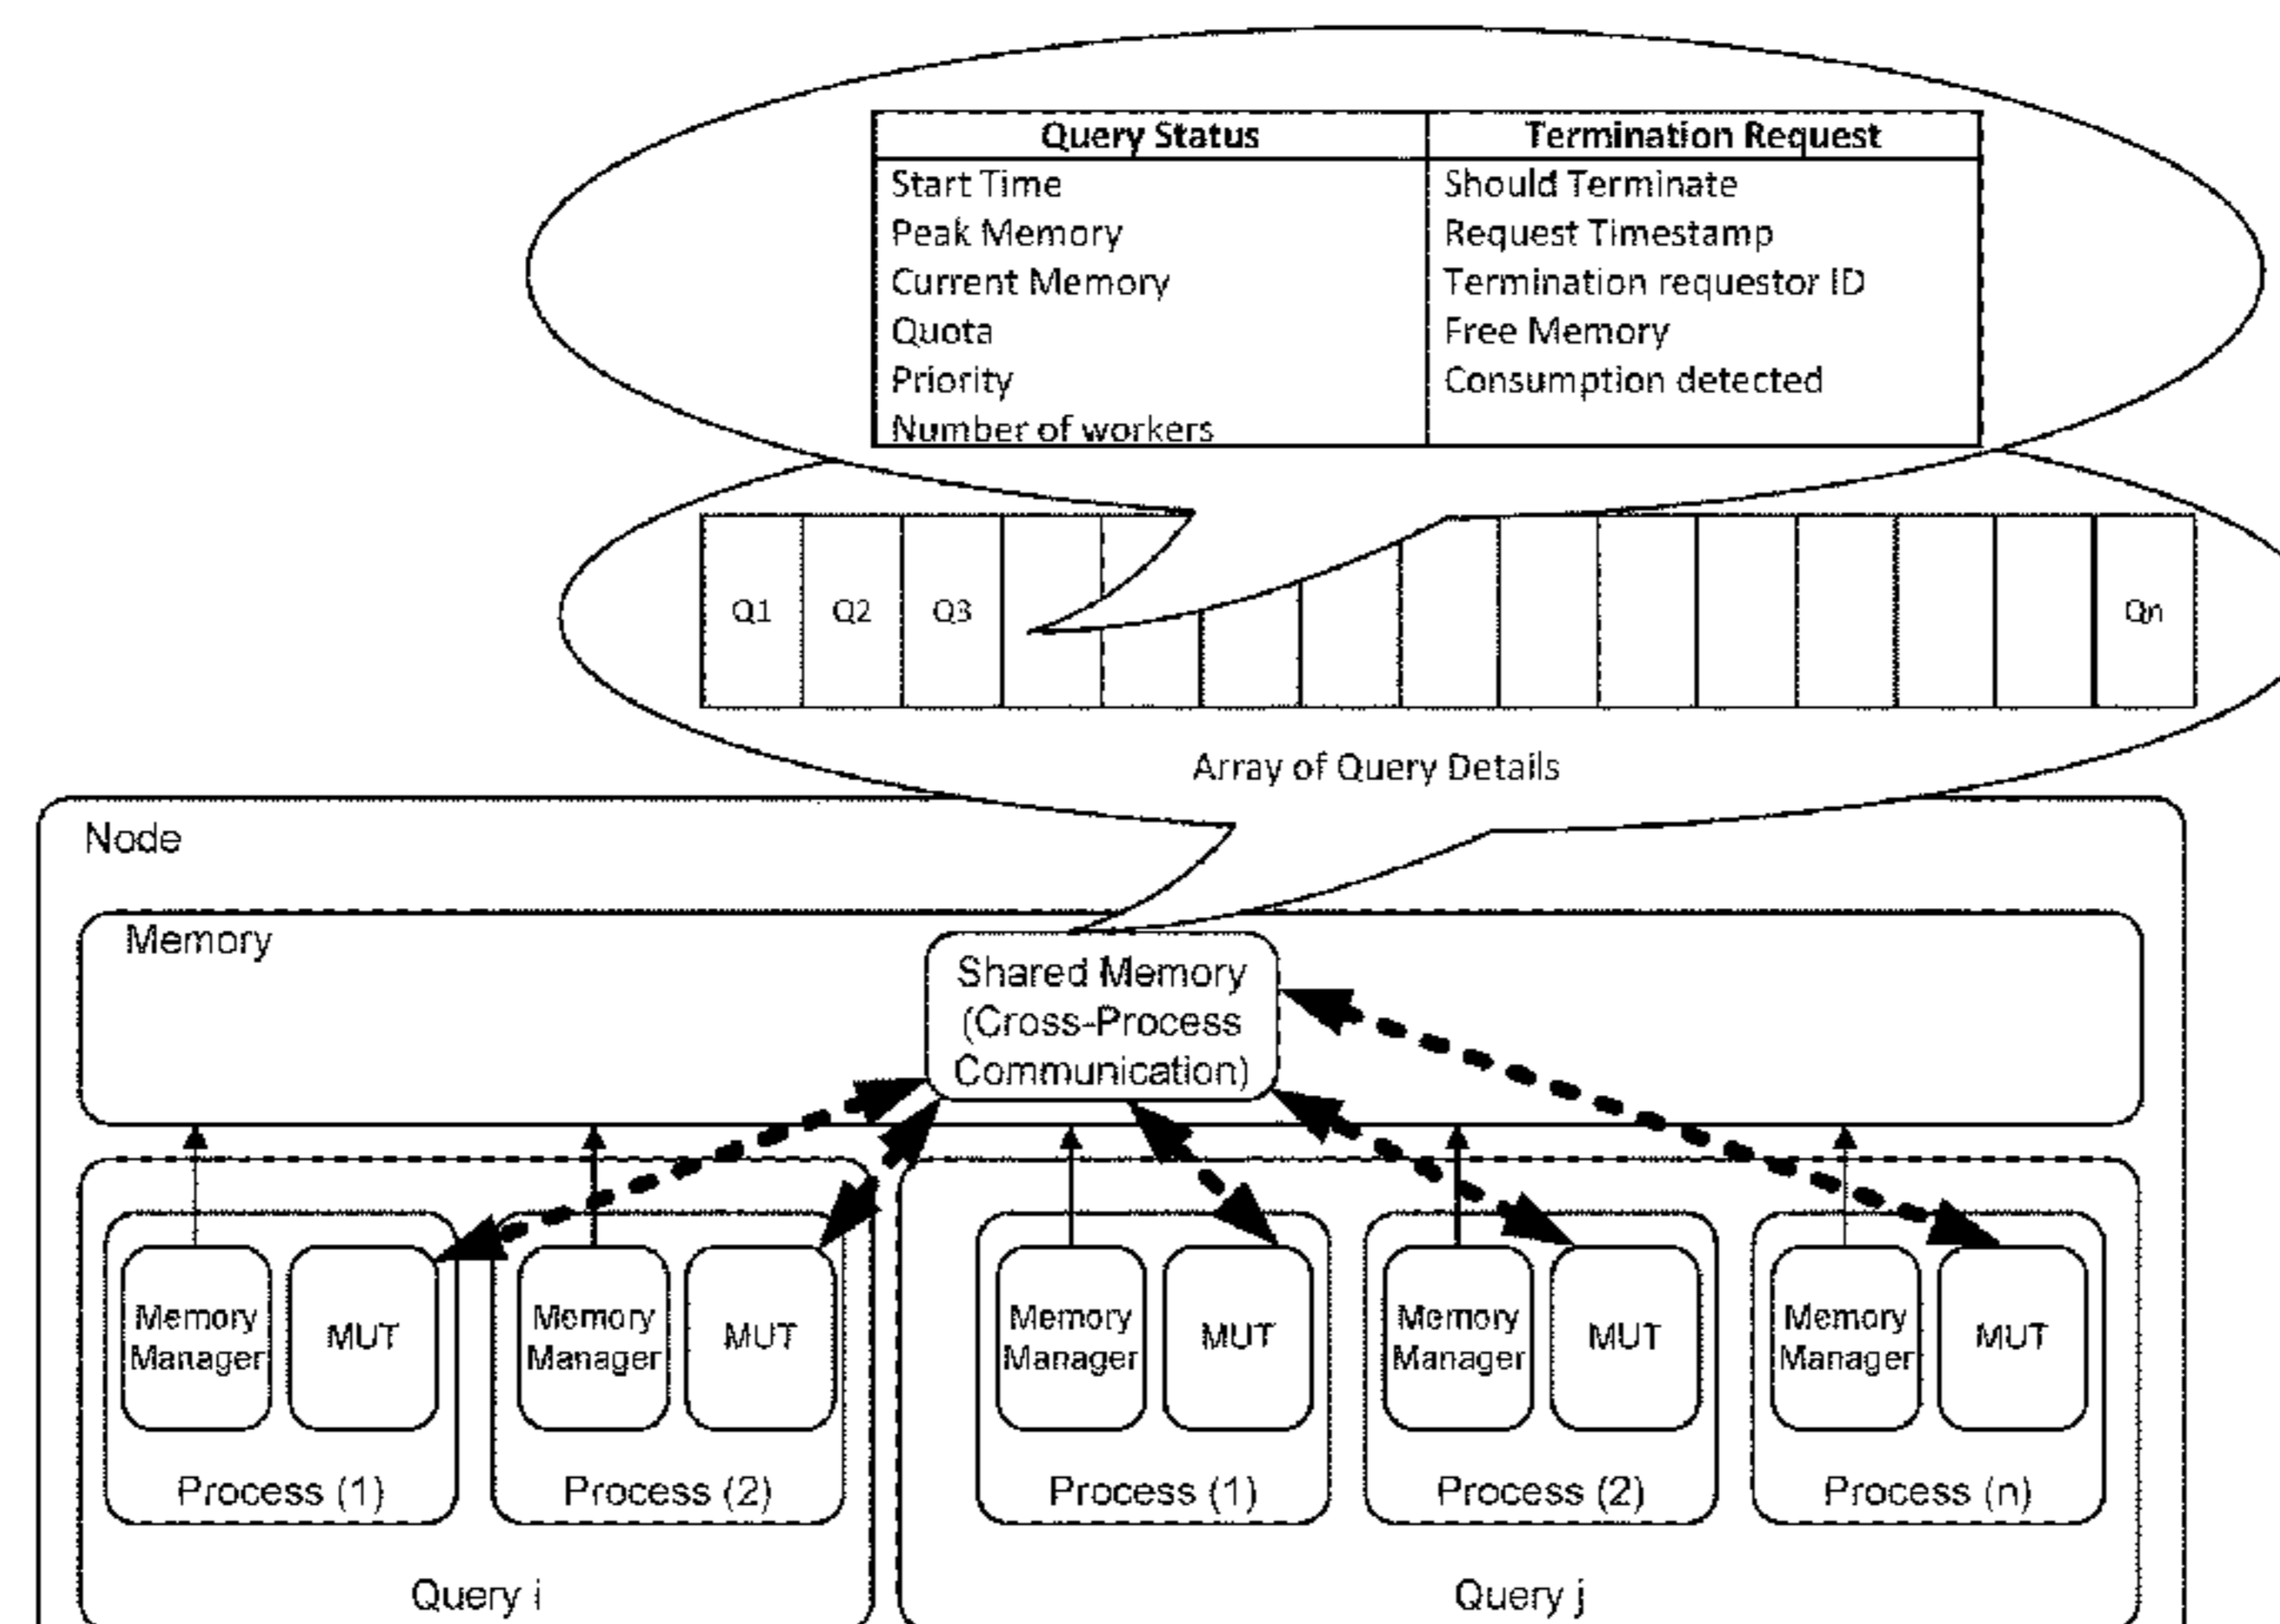 Query Status Termination Request
Start Time Should Terminate
Peak Memory Request Timestamp
Current Memory Termination requestor ID
Quota Free Memory
Priority Consumption detected
Number of workers
Q1 Q2 Q3 Qn
Array of Query Details
Node
Memory
Shared Memory
(Cross-Process
Communication)
Memory
Manager
MUT
Process (1)
Memory
Manager
MUT
Process (2)
Query i
Memory
Manager
MUT
Process (1)
Memory
Manager
MUT
Process (2)
Memory
Manager
MUT
Process (n)
Query j